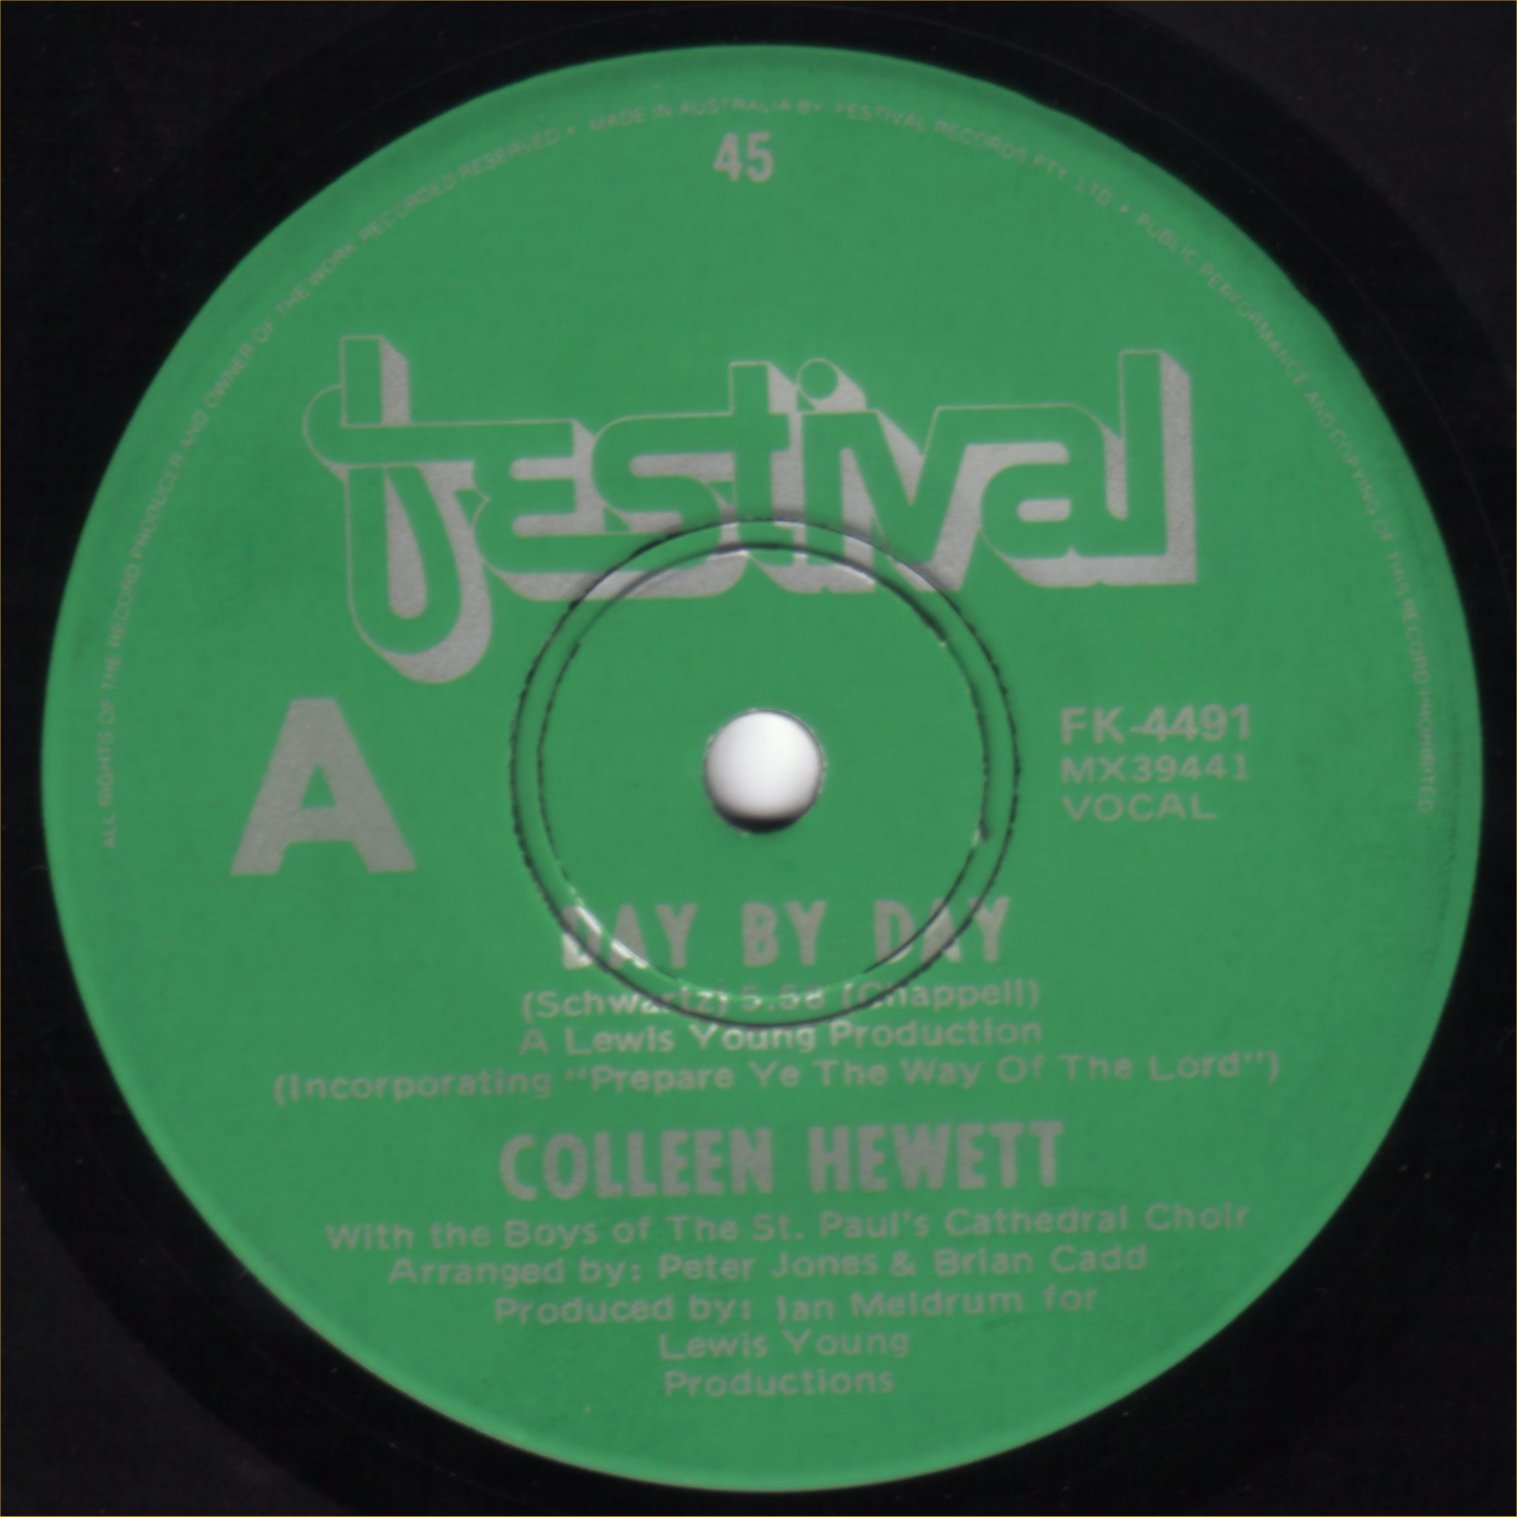 ALL RIGHTS OF THE RECORD PRODUCER AND OWNER OF THE WORK RECORDED RESERVED • MADE IN AUSTRALIA BY FESTIVAL RECORDS PTY. LTD • PUBLIC PERFORMANCE AND COPYING OF THIS RECORD PROHIBITED
45
festival
A
FK-4491
MX39441
VOCAL
DAY BY DAY
(Schwartz) 5.58 (Chappell)
A Lewis Young Production
(Incorporating "Prepare Ye The Way Of The Lord")
COLLEEN HEWETT
With the Boys of The St. Paul's Cathedral Choir
Arranged by: Peter Jones & Brian Cadd
Produced by: Ian Meldrum for
Lewis Young
Productions